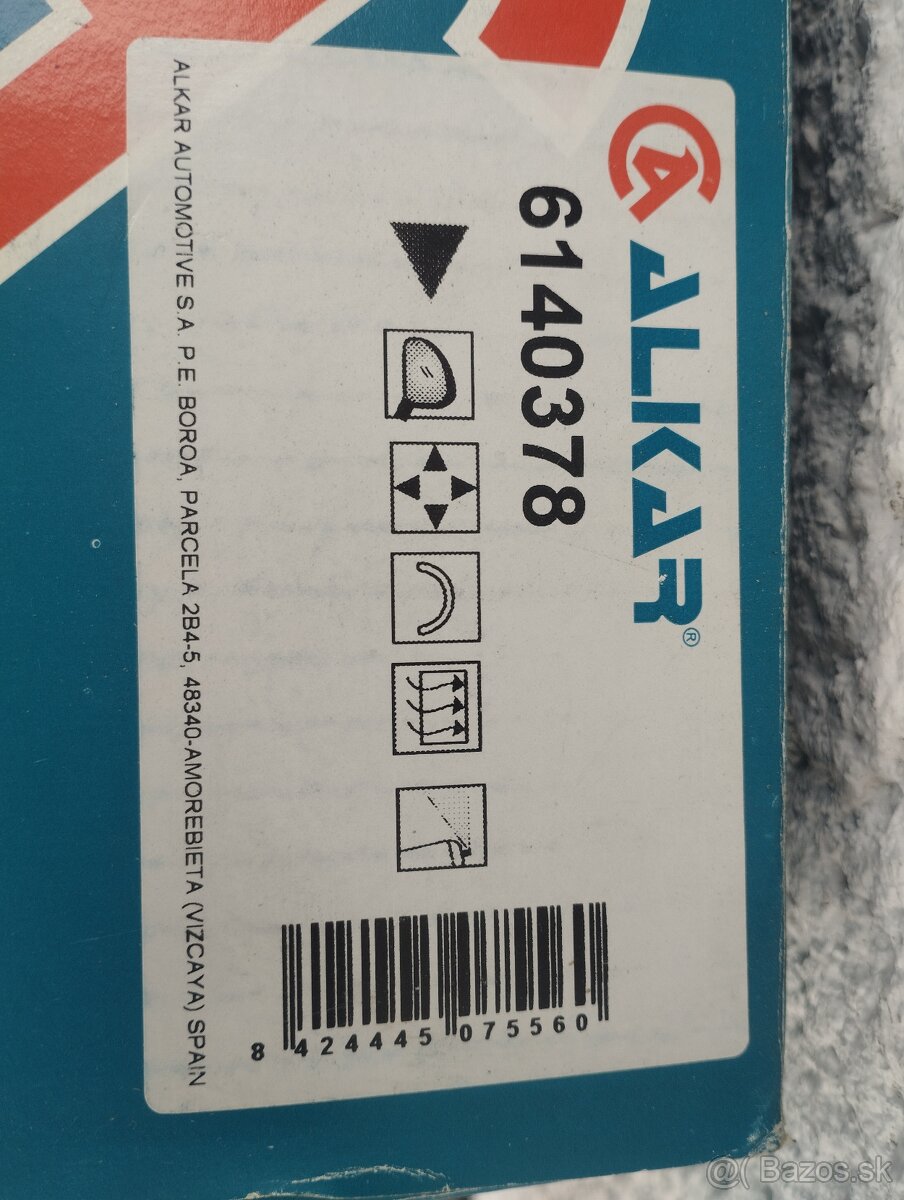 ALKAR®
6140378
8 424445 075560
ALKAR AUTOMOTIVE S.A. P.E. BOROA, PARCELA 2B4-5, 48340-AMOREBIETA (VIZCAYA) SPAIN
@( Bazos.sk